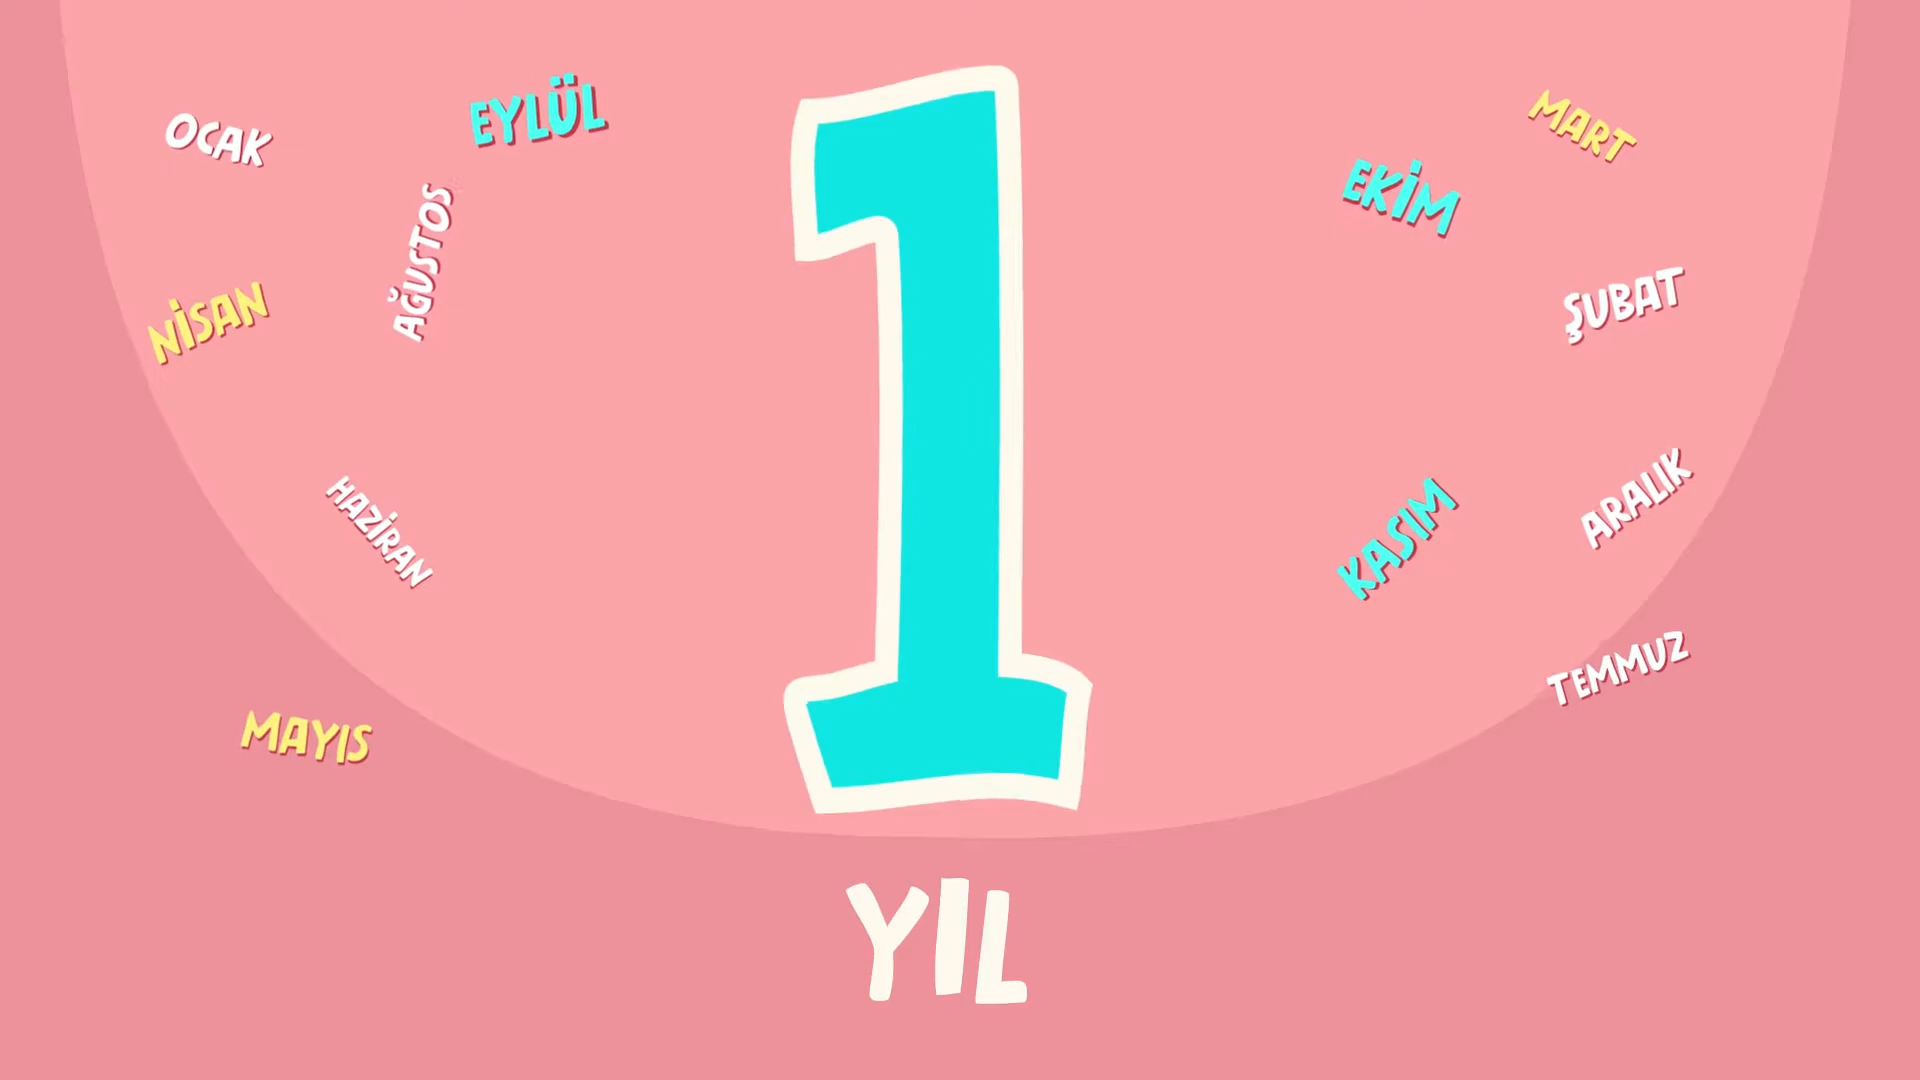 OCAK
EYLÜL
MART
EKİM
AĞUSTOS
NİSAN
ŞUBAT
1
HAZİRAN
KASIM
ARALIK
TEMMUZ
MAYIS
YIL